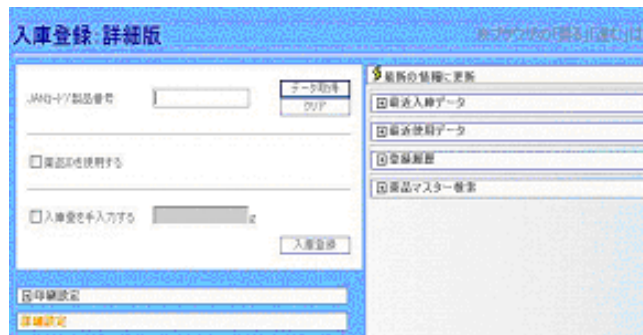 入庫登録:詳細版
JANコード/製品番号
データ取得
クリア
薬品IDを使用する
入庫量を手入力する
g
入庫登録
印刷設定
詳細設定
最新の情報に更新
最近入庫データ
最近使用データ
登録履歴
薬品マスター検索